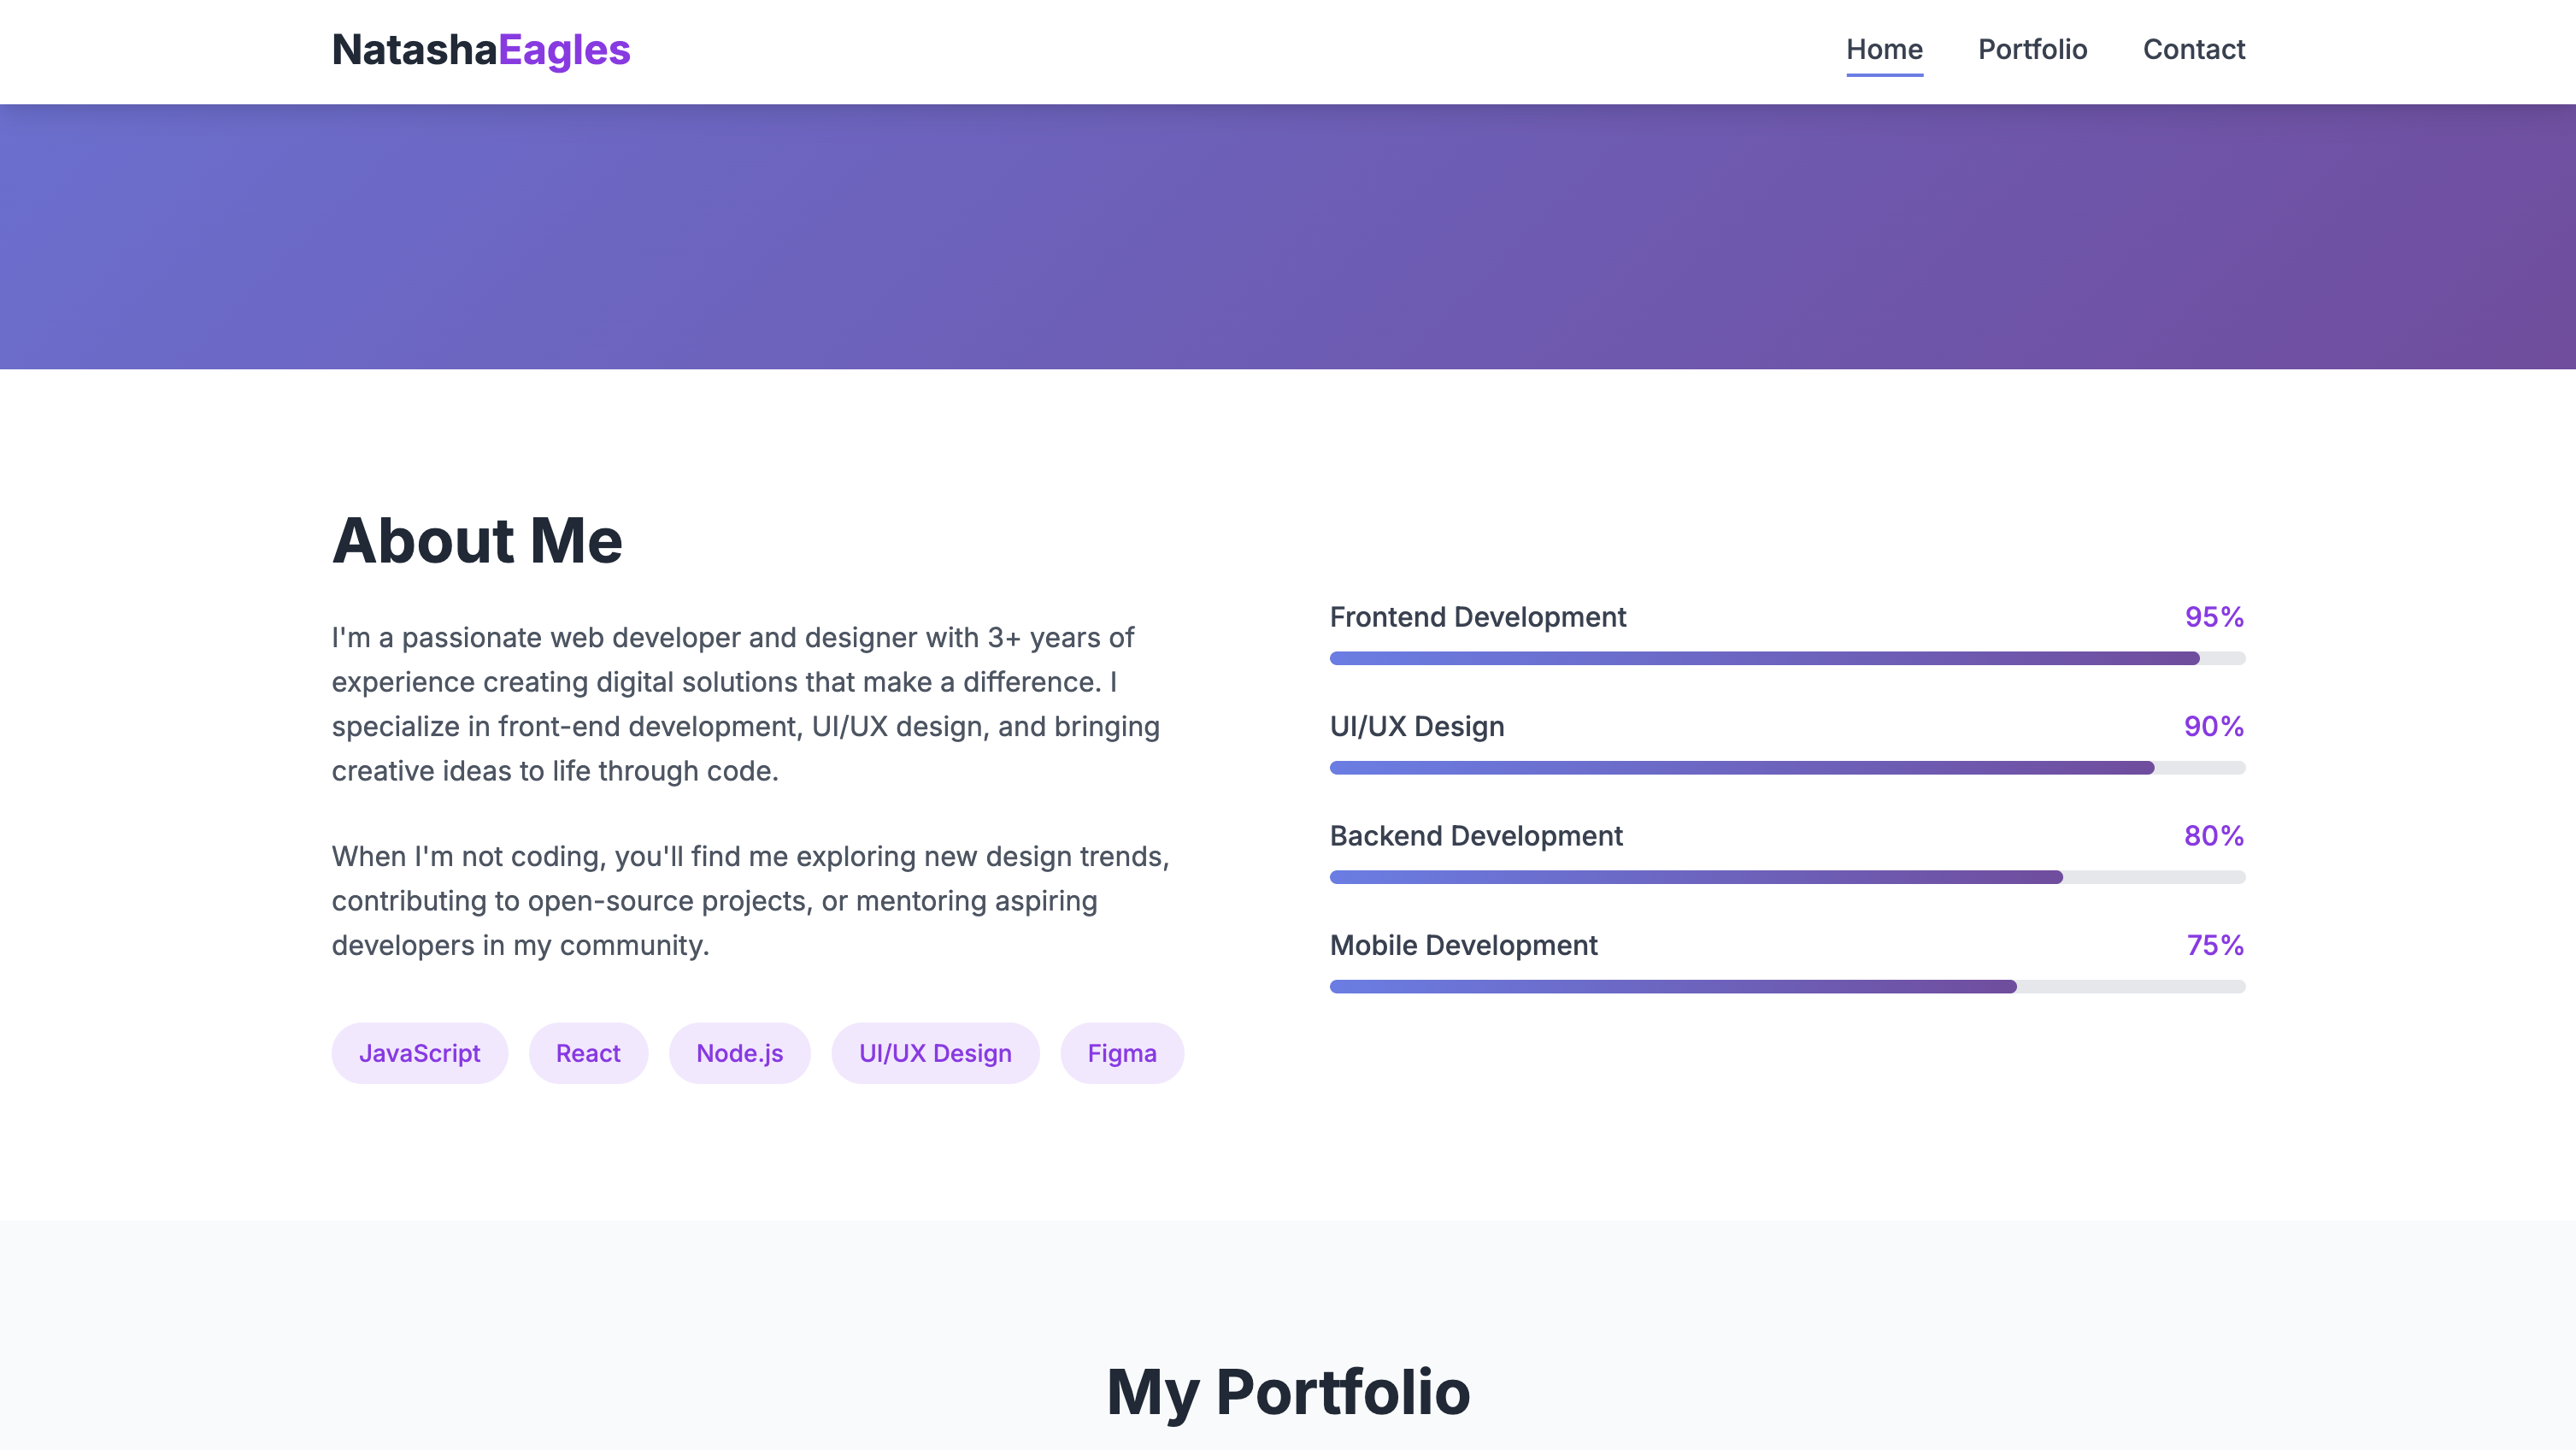 NatashaEagles
Home
Portfolio
Contact
About Me
I'm a passionate web developer and designer with 3+ years of
experience creating digital solutions that make a difference. I
specialize in front-end development, UI/UX design, and bringing
creative ideas to life through code.
When I'm not coding, you'll find me exploring new design trends,
contributing to open-source projects, or mentoring aspiring
developers in my community.
JavaScript
React
Node.js
UI/UX Design
Figma
Frontend Development 95%
UI/UX Design 90%
Backend Development 80%
Mobile Development 75%
My Portfolio